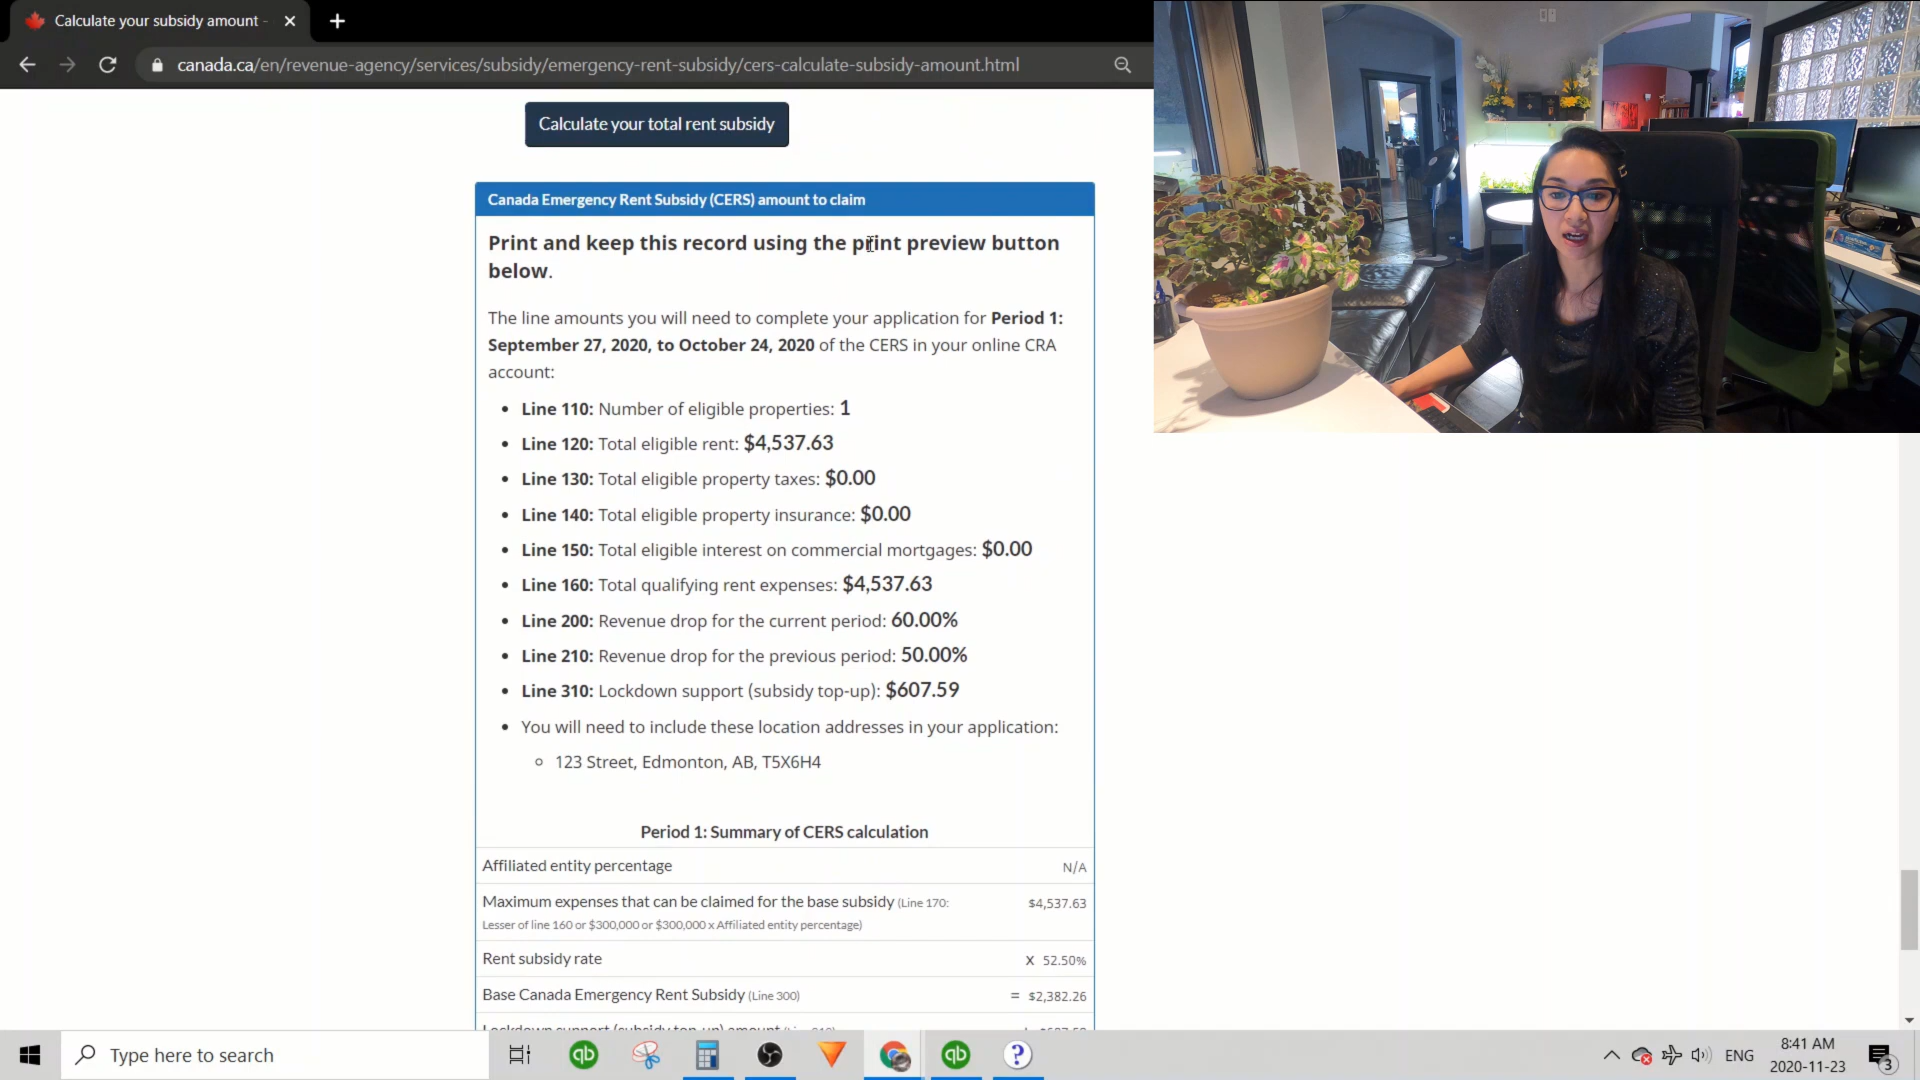 Calculate your subsidy amount -
canada.ca/en/revenue-agency/services/subsidy/emergency-rent-subsidy/cers-calculate-subsidy-amount.html
Calculate your total rent subsidy
Canada Emergency Rent Subsidy (CERS) amount to claim
Print and keep this record using the print preview button
below.
The line amounts you will need to complete your application for Period 1:
September 27, 2020, to October 24, 2020 of the CERS in your online CRA
account:
Line 110: Number of eligible properties: 1
Line 120: Total eligible rent: $4,537.63
Line 130: Total eligible property taxes: $0.00
Line 140: Total eligible property insurance: $0.00
Line 150: Total eligible interest on commercial mortgages: $0.00
Line 160: Total qualifying rent expenses: $4,537.63
Line 200: Revenue drop for the current period: 60.00%
Line 210: Revenue drop for the previous period: 50.00%
Line 310: Lockdown support (subsidy top-up): $607.59
You will need to include these location addresses in your application:
123 Street, Edmonton, AB, T5X6H4
Period 1: Summary of CERS calculation
Affiliated entity percentage N/A
Maximum expenses that can be claimed for the base subsidy (Line 170: $4,537.63
Lesser of line 160 or $300,000 or $300,000 x Affiliated entity percentage)
Rent subsidy rate X 52.50%
Base Canada Emergency Rent Subsidy (Line 300) = $2,382.26
Lockdown support (subsidy top-up) amount
Type here to search
qb
qb
?
ENG
8:41 AM
2020-11-23
3